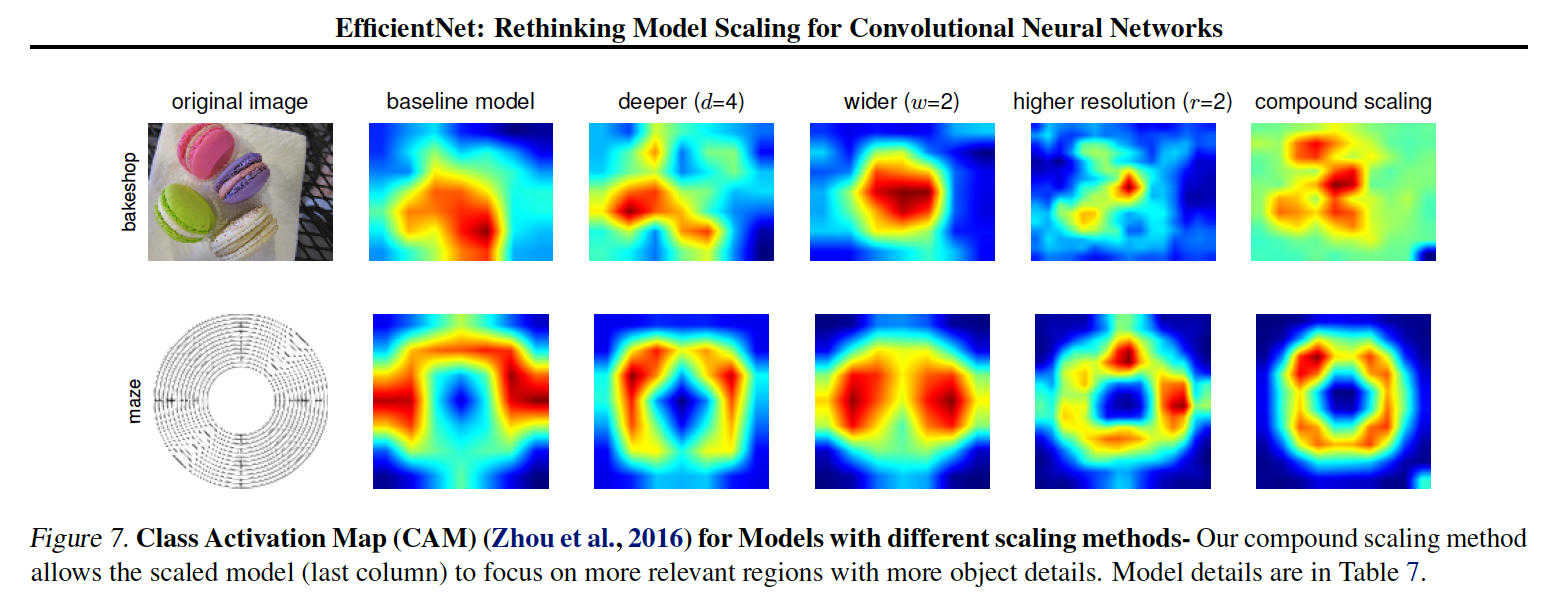 EfficientNet: Rethinking Model Scaling for Convolutional Neural Networks
original image baseline model deeper (d=4) wider (w=2) higher resolution (r=2) compound scaling
bakeshop
maze
Figure 7. Class Activation Map (CAM) (Zhou et al., 2016) for Models with different scaling methods- Our compound scaling method
allows the scaled model (last column) to focus on more relevant regions with more object details. Model details are in Table 7.